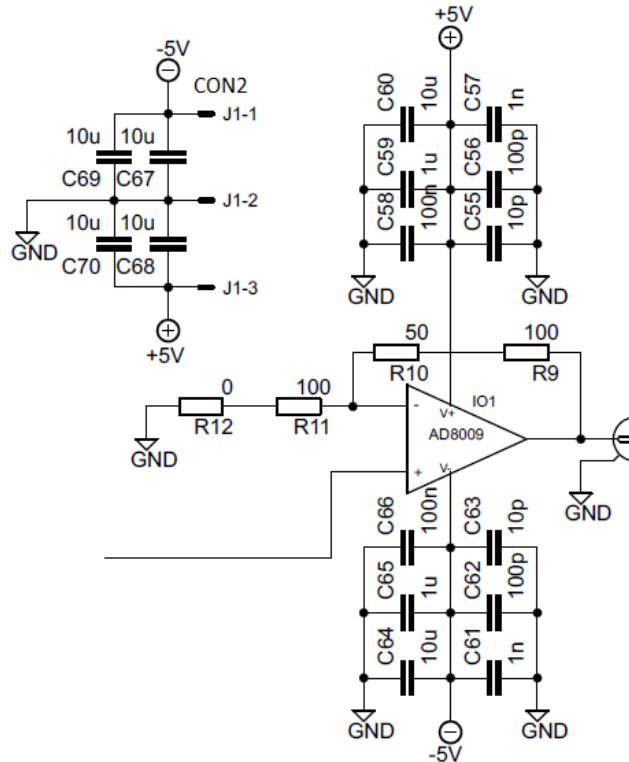 +5V
-5V
CON2
J1-1
10u 10u
C69 C67
J1-2
10u 10u
GND
C70 C68
J1-3
+5V
C60 10u C57 1n
C59 1u C56 100p
C58 100n C55 10p
GND GND
50 100
R10 R9
0 100
R12 R11
GND
- V+ IO1
AD8009
+ V-
GND
C66 100n C63 10p
C65 1u C62 100p
C64 10u C61 1n
GND GND
-5V